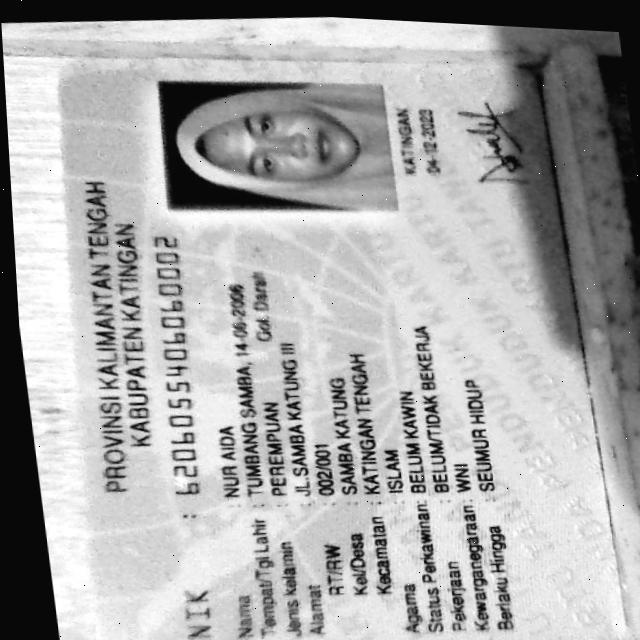 PROVINSI KALIMANTAN TENGAH
KABUPATEN KATINGAN
NIK : 6206055406060002
Nama : NUR AIDA
Tempat/Tgl Lahir : TUMBANG SAMBA, 14-06-2006
Jenis kelamin : PEREMPUAN Gol. Darah
Alamat : JL.SAMBA KATUNG III
RT/RW : 002/001
Kel/Desa : SAMBA KATUNG
Kecamatan : KATINGAN TENGAH
Agama : ISLAM
Status Perkawinan: BELUM KAWIN
Pekerjaan : BELUM/TIDAK BEKERJA
Kewarganegaraan : WNI
Berlaku Hingga : SEUMUR HIDUP
KATINGAN
04-12-2023